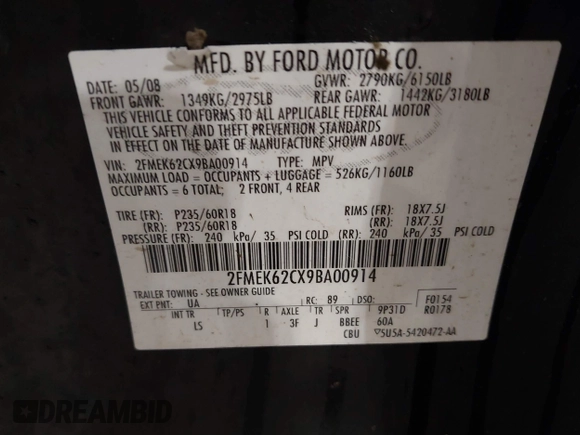 MFD. BY FORD MOTOR CO.
DATE: 05/08 GVWR: 2790KG/6150LB
FRONT GAWR: 1349KG/2975LB REAR GAWR: 1442KG/3180LB
THIS VEHICLE CONFORMS TO ALL APPLICABLE FEDERAL MOTOR
VEHICLE SAFETY AND THEFT PREVENTION STANDARDS
IN EFFECT ON THE DATE OF MANUFACTURE SHOWN ABOVE.
VIN: 2FMEK62CX9BA00914 TYPE: MPV
MAXIMUM LOAD = OCCUPANTS + LUGGAGE = 526KG/1160LB
OCCUPANTS = 6 TOTAL; 2 FRONT, 4 REAR
TIRE (FR): P235/60R18 RIMS (FR): 18X7.5J
(RR): P235/60R18 (RR): 18X7.5J
PRESSURE (FR): 240 kPa/ 35 PSI COLD (RR): 240 kPa/ 35 PSI COLD
2FMEK62CX9BA00914
TRAILER TOWING - SEE OWNER GUIDE
EXT PNT: UA RC: 89 DSO: F0154
INT TR TP/PS R AXLE TR SPR 9P31D R0178
LS 1 3F J BBEE 60A
CBU ▽5U5A-5420472-AA
DREAMBID